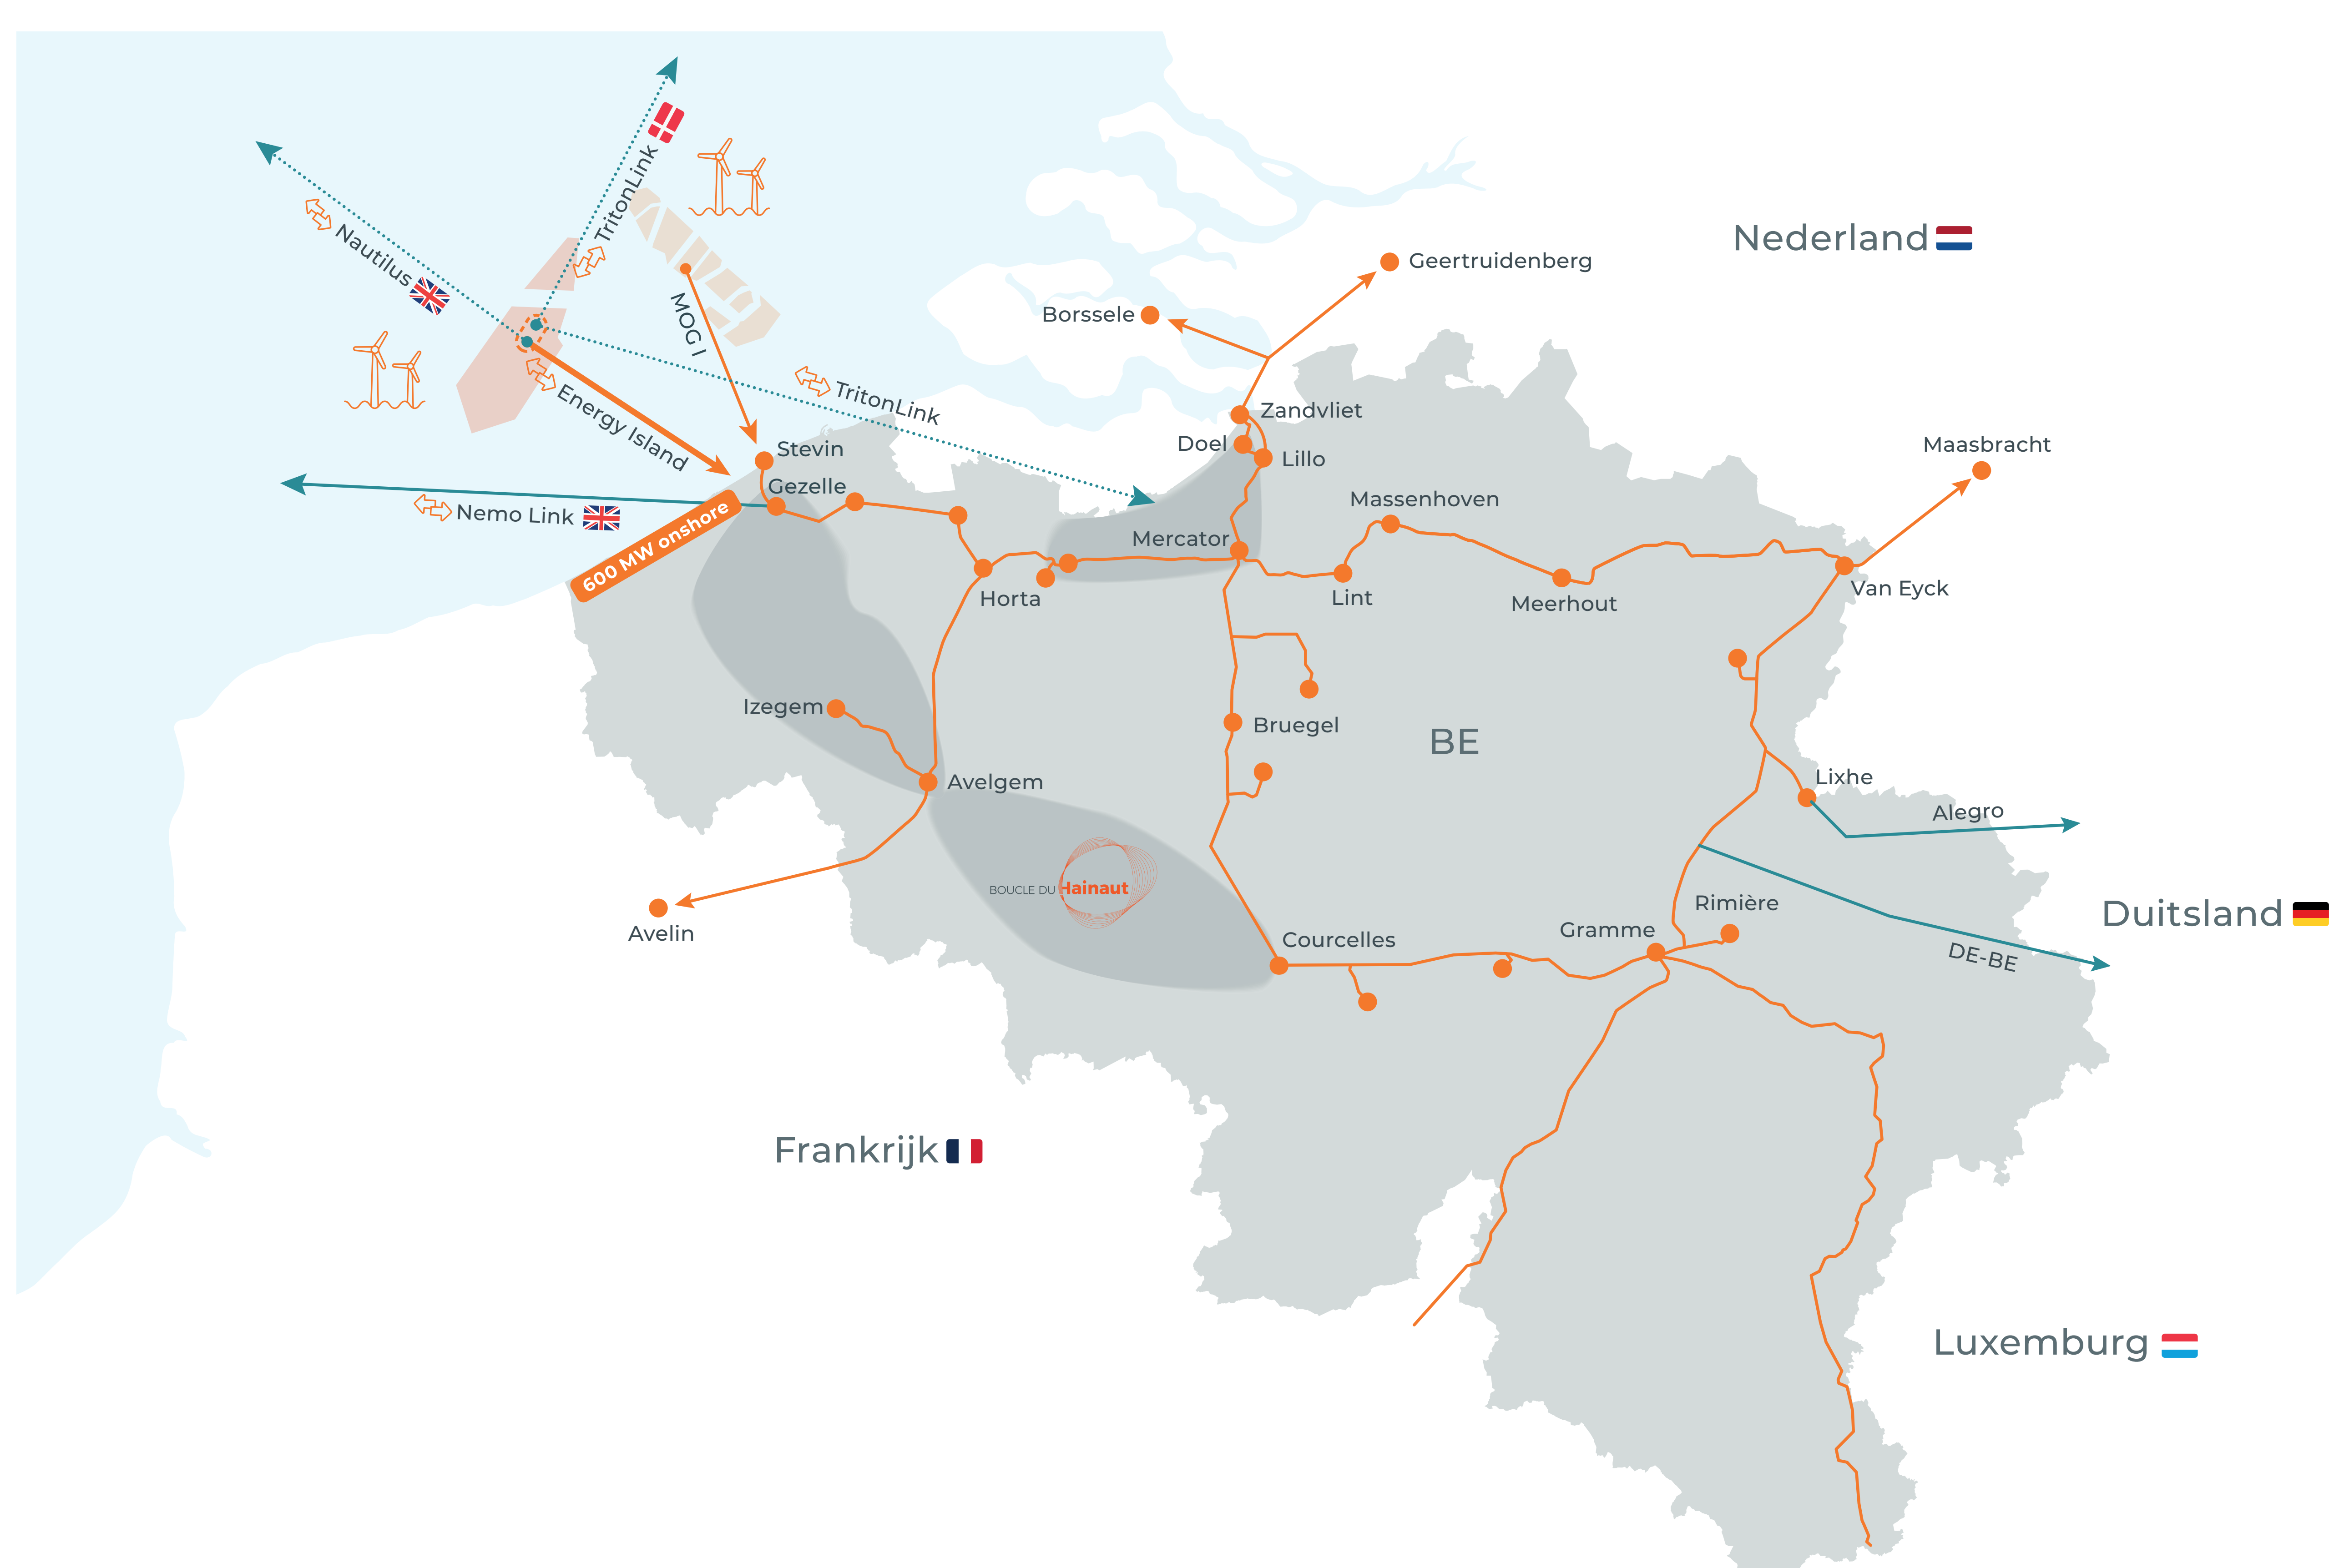 TritonLink
Nautilus
MOG I
Energy Island
TritonLink
Nemo Link
600 MW onshore
Nederland
Geertruidenberg
Borssele
Zandvliet
Doel
Lillo
Maasbracht
Stevin
Gezelle
Massenhoven
Mercator
Horta
Lint
Meerhout
Van Eyck
Izegem
Bruegel
BE
Avelgem
Lixhe
Alegro
BOUCLE DU Hainaut
Avelin
Courcelles
Gramme
Rimière
Duitsland
DE-BE
Frankrijk
Luxemburg